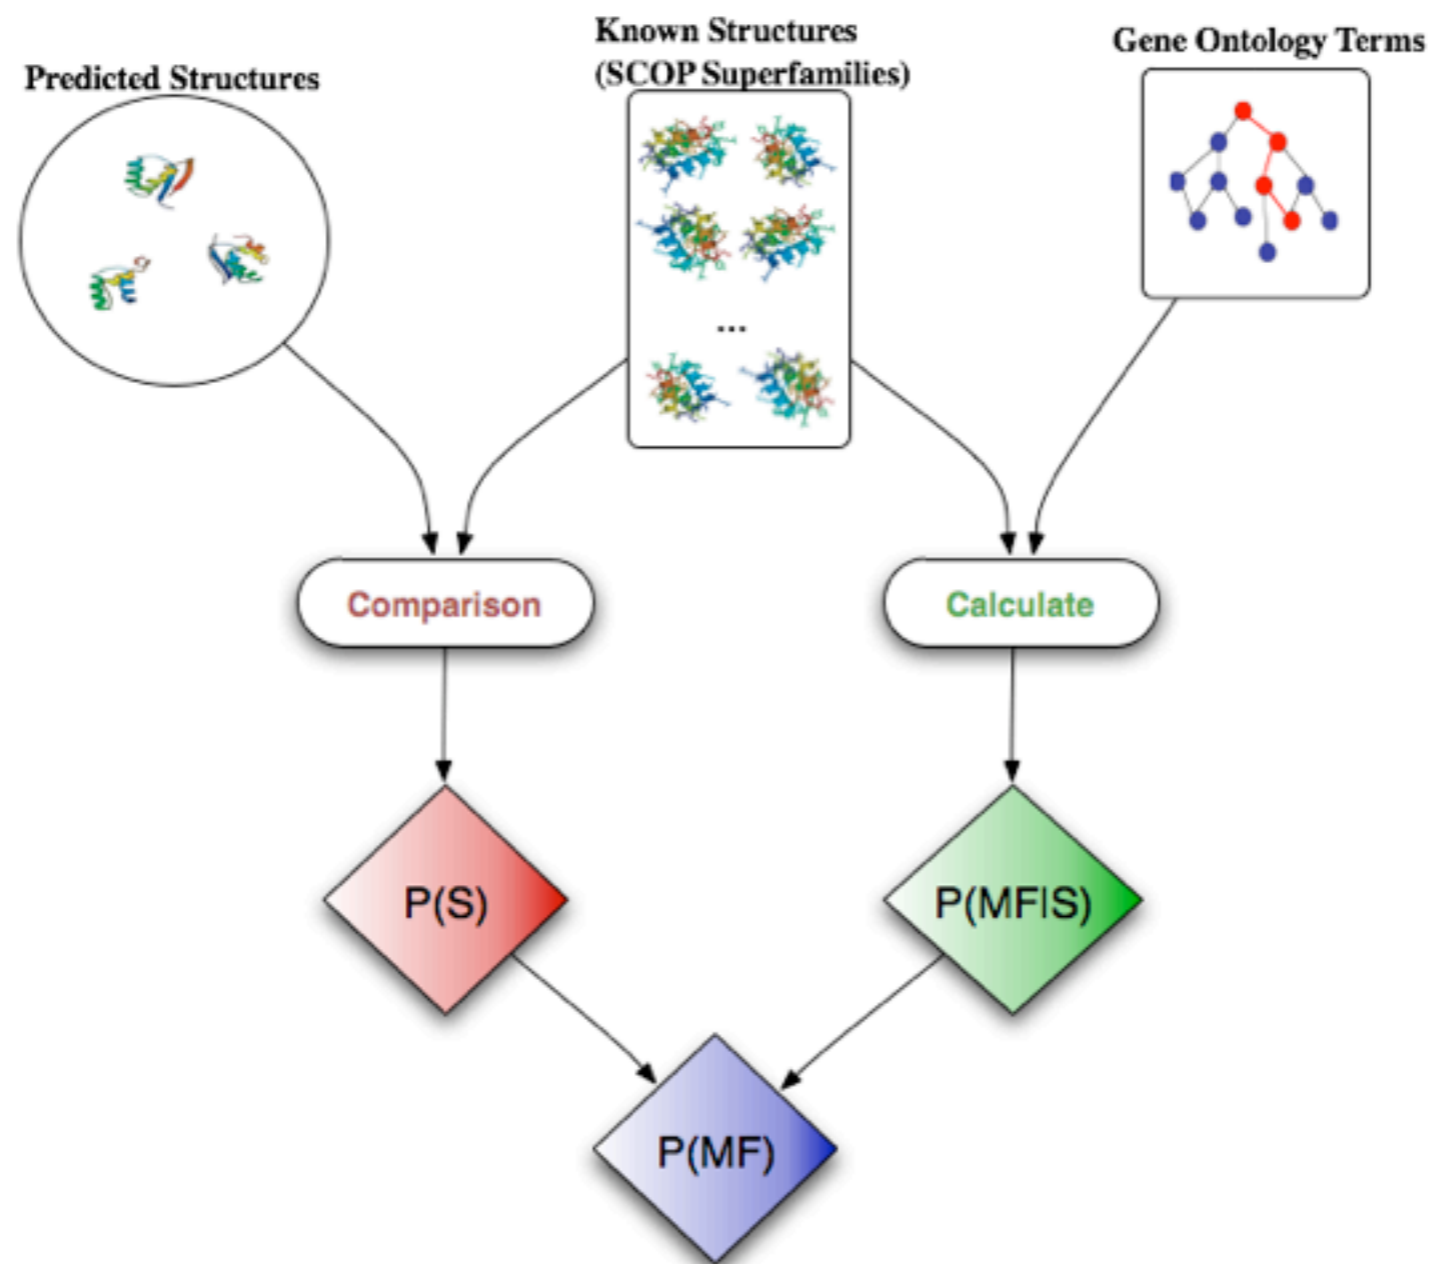 Predicted Structures
Known Structures
(SCOP Superfamilies)
Gene Ontology Terms
...
Comparison
Calculate
P(S)
P(MF|S)
P(MF)